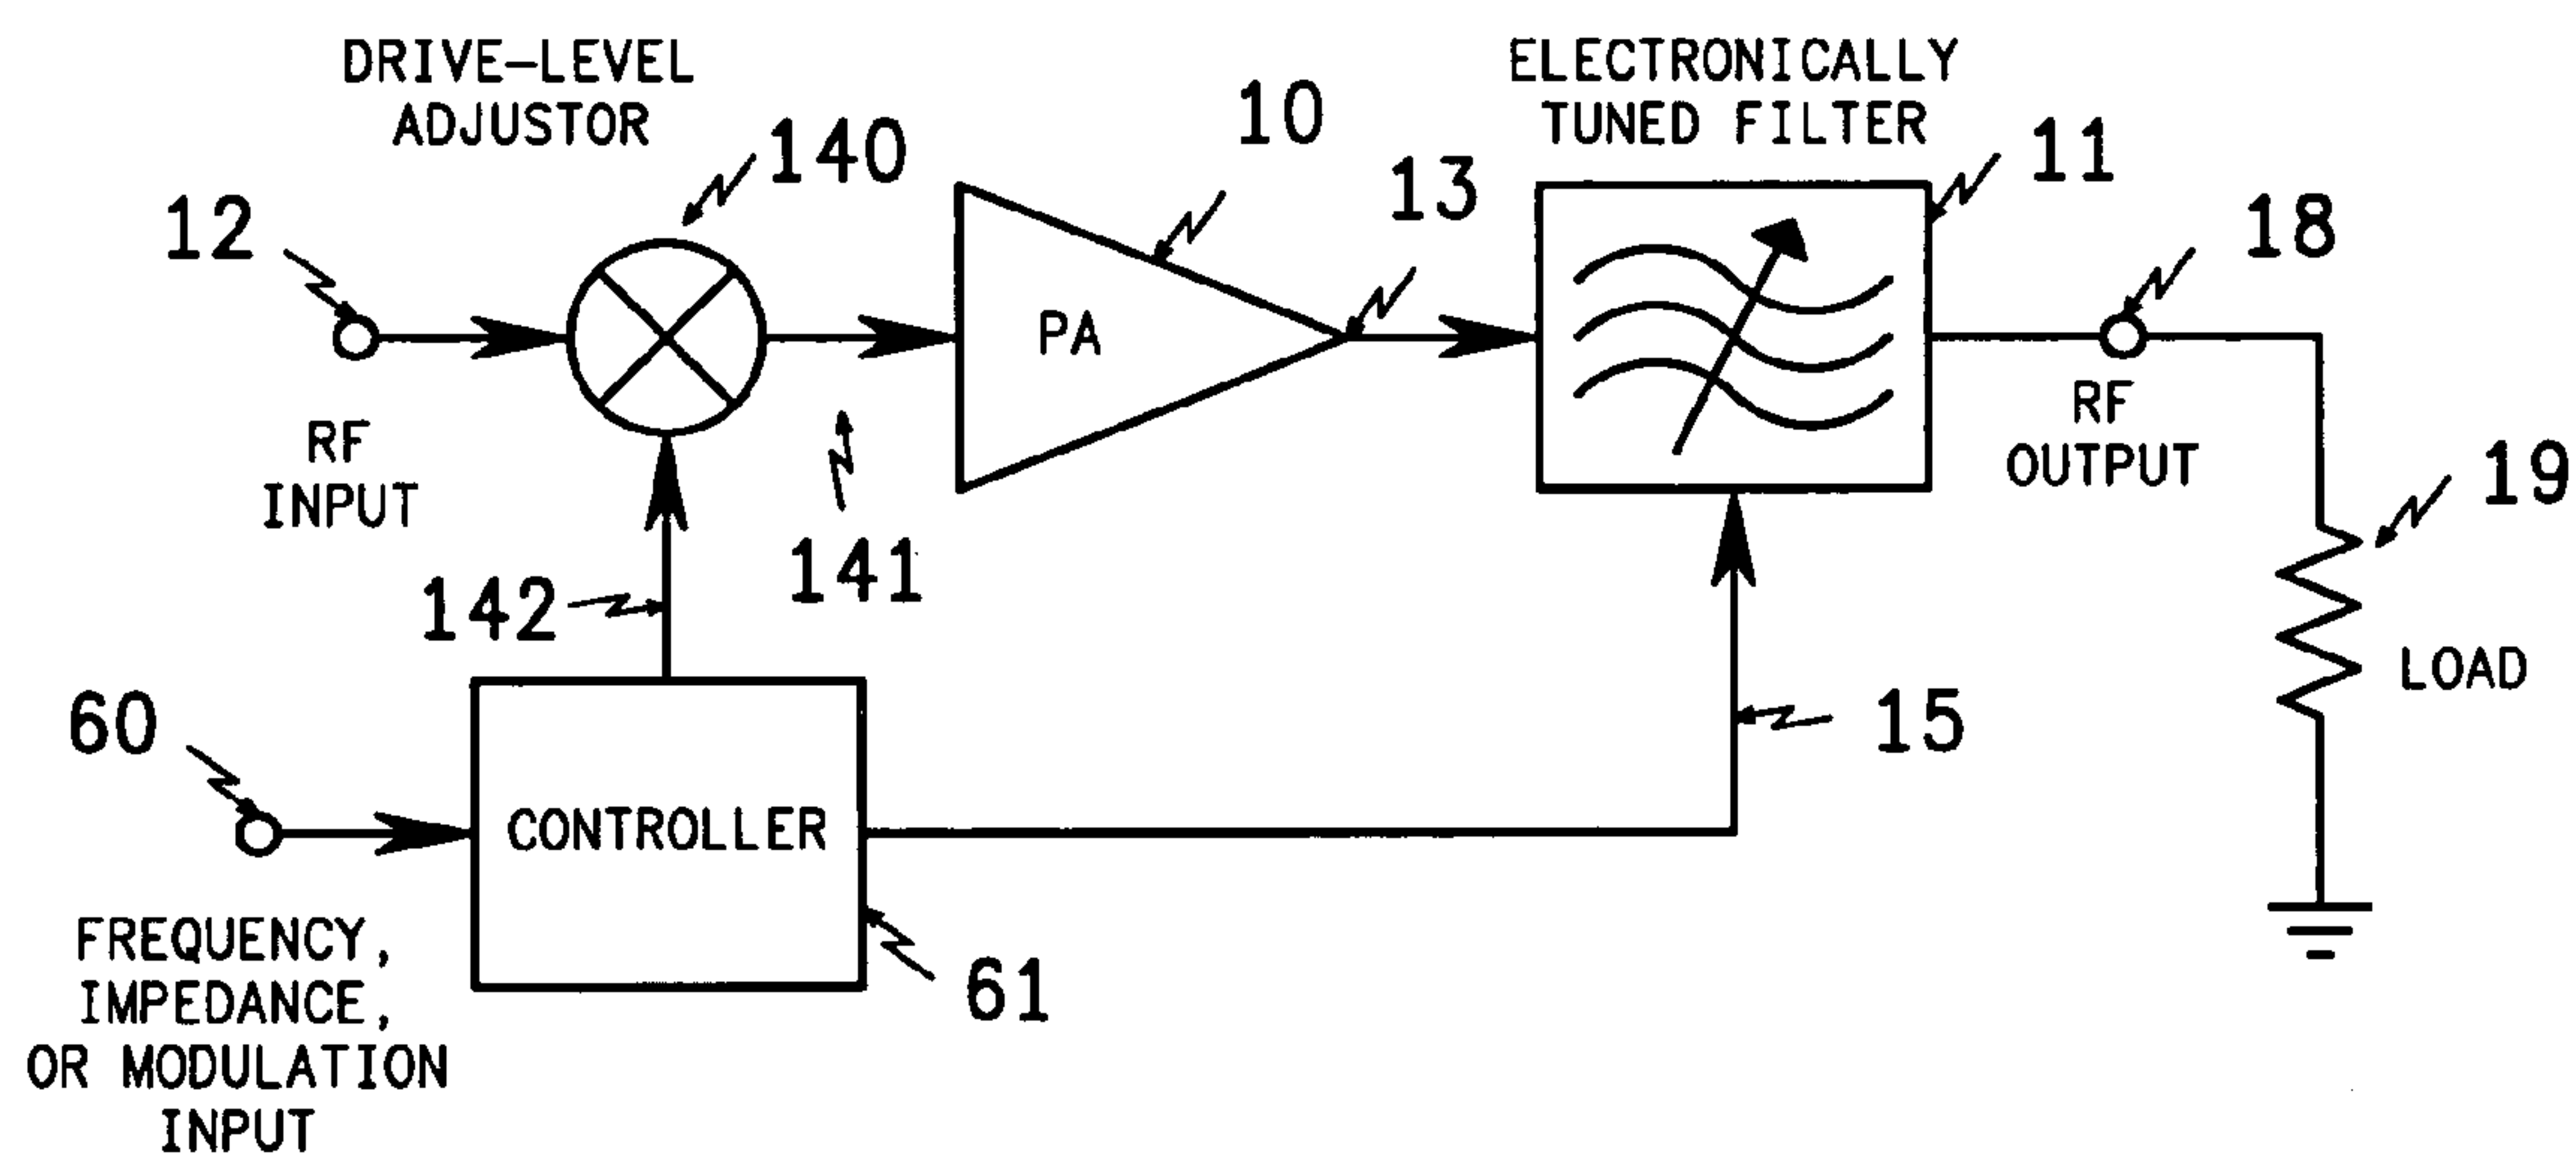 DRIVE-LEVEL
ADJUSTOR
140
12
RF
INPUT
142
141
10
PA
13
ELECTRONICALLY
TUNED FILTER
11
18
RF
OUTPUT
19
LOAD
15
60
CONTROLLER
61
FREQUENCY,
IMPEDANCE,
OR MODULATION
INPUT